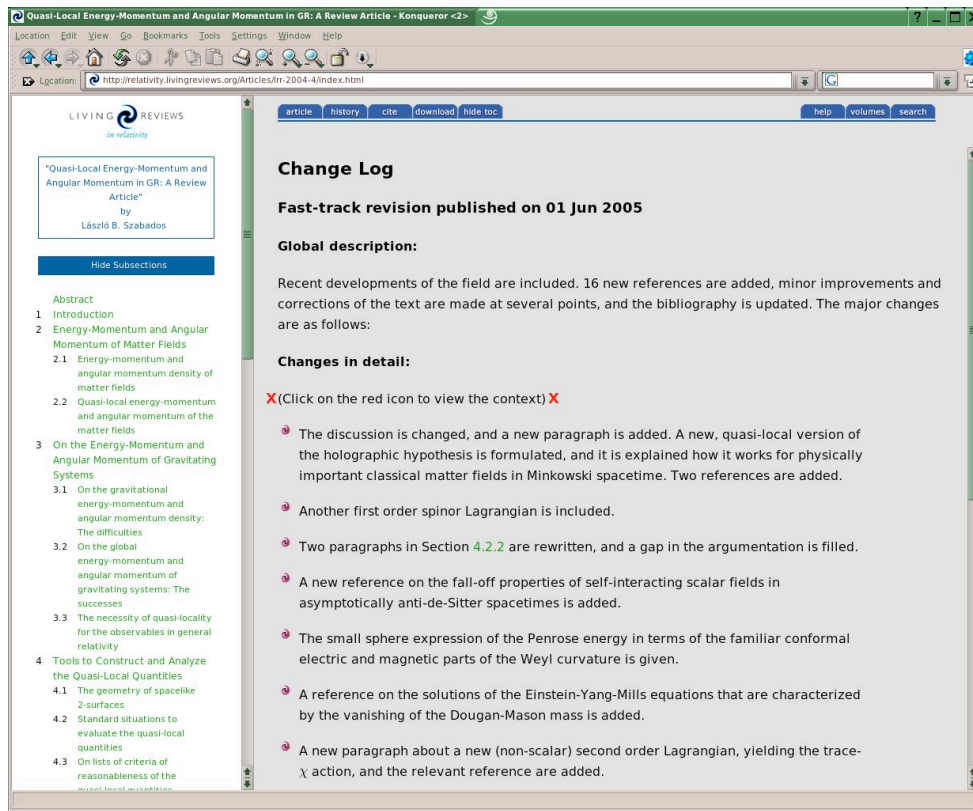 Quasi-Local Energy-Momentum and Angular Momentum in GR: A Review Article - Konqueror <2>
Location Edit View Go Bookmarks Tools Settings Window Help
Location: http://relativity.livingreviews.org/Articles/lrr-2004-4/index.html
LIVING REVIEWS
in relativity
"Quasi-Local Energy-Momentum and
Angular Momentum in GR: A Review
Article"
by
László B. Szabados
Hide Subsections
Abstract
1 Introduction
2 Energy-Momentum and Angular
Momentum of Matter Fields
2.1 Energy-momentum and
angular momentum density of
matter fields
2.2 Quasi-local energy-momentum
and angular momentum of the
matter fields
3 On the Energy-Momentum and
Angular Momentum of Gravitating
Systems
3.1 On the gravitational
energy-momentum and
angular momentum density:
The difficulties
3.2 On the global
energy-momentum and
angular momentum of
gravitating systems: The
successes
3.3 The necessity of quasi-locality
for the observables in general
relativity
4 Tools to Construct and Analyze
the Quasi-Local Quantities
4.1 The geometry of spacelike
2-surfaces
4.2 Standard situations to
evaluate the quasi-local
quantities
4.3 On lists of criteria of
reasonableness of the
quasi-local quantities
article history cite download hide toc
help volumes search
Change Log
Fast-track revision published on 01 Jun 2005
Global description:
Recent developments of the field are included. 16 new references are added, minor improvements and
corrections of the text are made at several points, and the bibliography is updated. The major changes
are as follows:
Changes in detail:
X (Click on the red icon to view the context) X
The discussion is changed, and a new paragraph is added. A new, quasi-local version of
the holographic hypothesis is formulated, and it is explained how it works for physically
important classical matter fields in Minkowski spacetime. Two references are added.
Another first order spinor Lagrangian is included.
Two paragraphs in Section 4.2.2 are rewritten, and a gap in the argumentation is filled.
A new reference on the fall-off properties of self-interacting scalar fields in
asymptotically anti-de-Sitter spacetimes is added.
The small sphere expression of the Penrose energy in terms of the familiar conformal
electric and magnetic parts of the Weyl curvature is given.
A reference on the solutions of the Einstein-Yang-Mills equations that are characterized
by the vanishing of the Dougan-Mason mass is added.
A new paragraph about a new (non-scalar) second order Lagrangian, yielding the trace-
χ action, and the relevant reference are added.